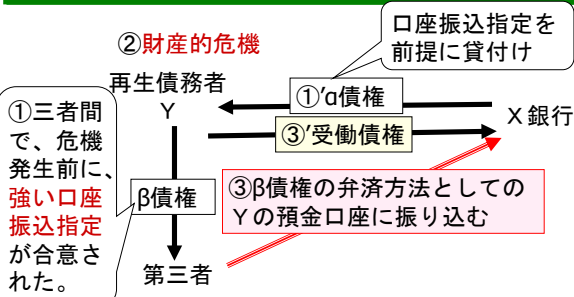 口座振込指定を
前提に貸付け
②財産的危機
再生債務者
Y
①'α債権
X銀行
③'受働債権
①三者間
で、危機
発生前に、
強い口座
振込指定
が合意さ
れた。
β債権
③β債権の弁済方法としての
Yの預金口座に振り込む
第三者